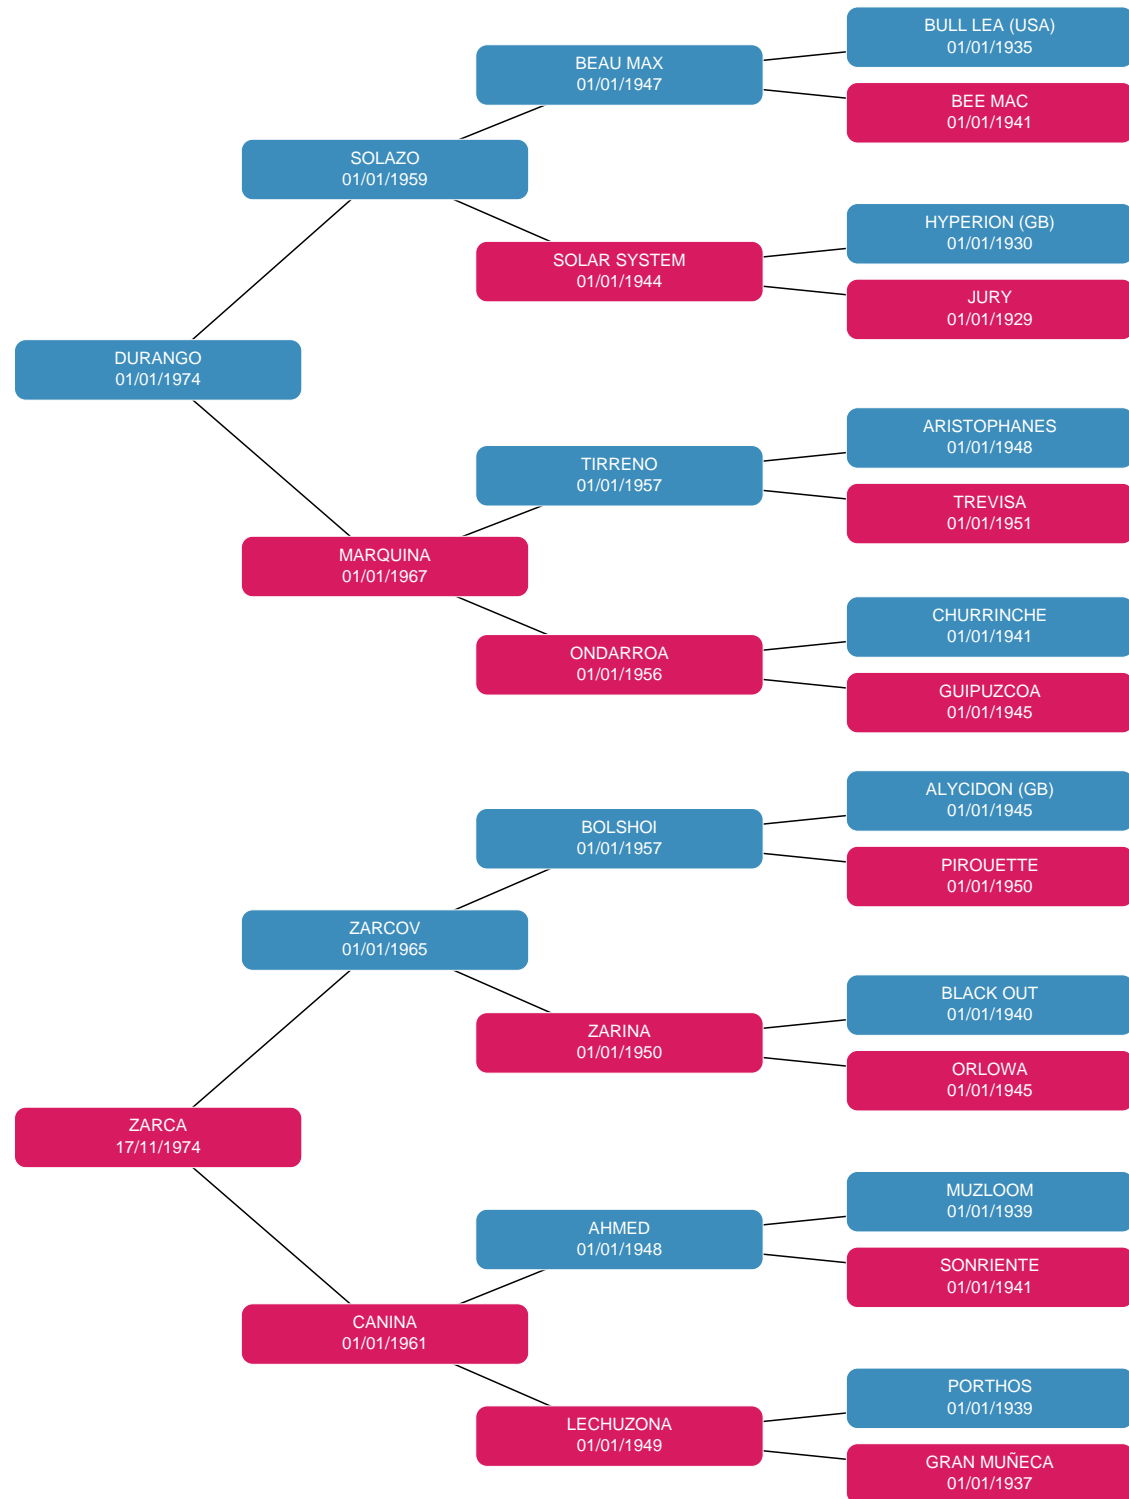 BULL LEA (USA)
01/01/1935
BEAU MAX
01/01/1947
BEE MAC
01/01/1941
SOLAZO
01/01/1959
HYPERION (GB)
01/01/1930
SOLAR SYSTEM
01/01/1944
JURY
01/01/1929
DURANGO
01/01/1974
ARISTOPHANES
01/01/1948
TIRRENO
01/01/1957
TREVISA
01/01/1951
MARQUINA
01/01/1967
CHURRINCHE
01/01/1941
ONDARROA
01/01/1956
GUIPUZCOA
01/01/1945
ALYCIDON (GB)
01/01/1945
BOLSHOI
01/01/1957
PIROUETTE
01/01/1950
ZARCOV
01/01/1965
BLACK OUT
01/01/1940
ZARINA
01/01/1950
ORLOWA
01/01/1945
ZARCA
17/11/1974
MUZLOOM
01/01/1939
AHMED
01/01/1948
SONRIENTE
01/01/1941
CANINA
01/01/1961
PORTHOS
01/01/1939
LECHUZONA
01/01/1949
GRAN MUÑECA
01/01/1937